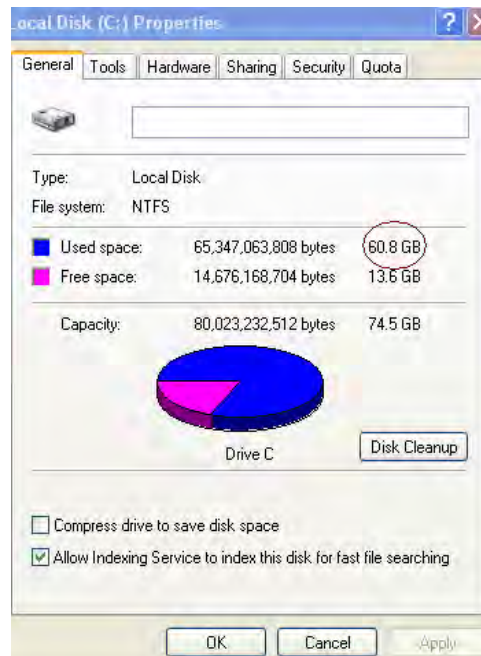 ocal Disk (C:) Properties ?
General Tools Hardware Sharing Security Quota
Type: Local Disk
File system: NTFS
Used space: 65,347,063,808 bytes 60.8 GB
Free space: 14,676,168,704 bytes 13.6 GB
Capacity: 80,023,232,512 bytes 74.5 GB
Drive C Disk Cleanup
Compress drive to save disk space
Allow Indexing Service to index this disk for fast file searching
OK Cancel Apply